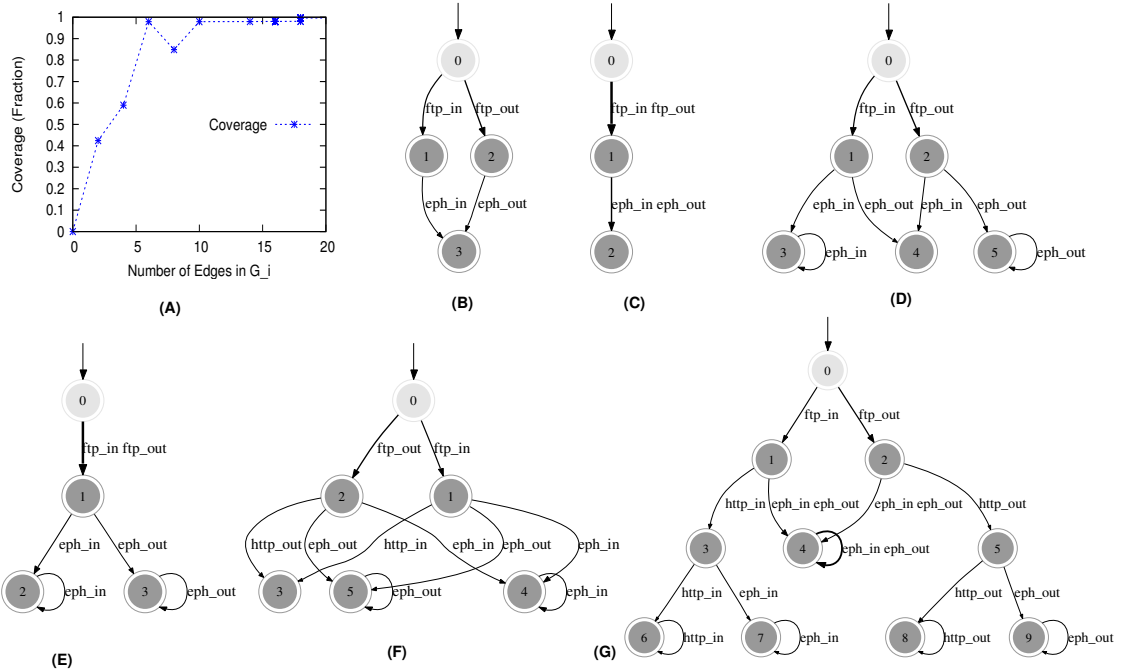 1
0.9
0.8
0.7
0.6
0.5
0.4
0.3
0.2
0.1
0
Coverage (Fraction)
Coverage
0 5 10 15 20
Number of Edges in G_i
(A)
0
ftp_in ftp_out
1 2
eph_in eph_out
3
(B)
0
ftp_in ftp_out
1
eph_in eph_out
2
(C)
0
ftp_in ftp_out
1 2
eph_in eph_out eph_in eph_out
3 eph_in 4 5 eph_out
(D)
0
ftp_in ftp_out
1
eph_in eph_out
2 eph_in 3 eph_out
(E)
0
ftp_out ftp_in
2 1
http_out eph_out http_in eph_in eph_out eph_in
3 5 eph_out 4 eph_in
(F)
0
ftp_in ftp_out
1 2
http_in eph_in eph_out eph_in eph_out http_out
3 4 eph_in eph_out 5
http_in eph_in http_out eph_out
6 http_in 7 eph_in 8 http_out 9 eph_out
(G)